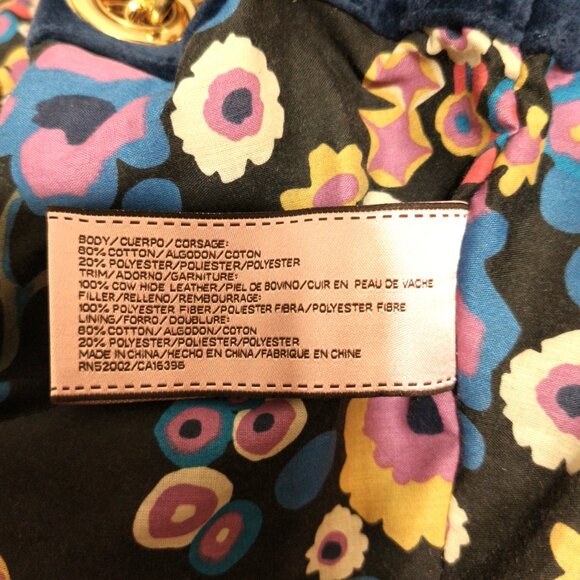 BODY/CUERPO/CORSAGE:
80% COTTON/ALGODON/COTON
20% POLYESTER/POLIESTER/POLYESTER
TRIM/ADORNO/GARNITURE:
100% COW HIDE LEATHER/PIEL DE BOVINO/CUIR EN PEAU DE VACHE
FILLER/RELLENO/REMBOURRAGE:
100% POLYESTER FIBER/POLIESTER FIBRA/POLYESTER FIBRE
LINING/FORRO/DOUBLURE:
80% COTTON/ALGODON/COTON
20% POLYESTER/POLIESTER/POLYESTER
MADE IN CHINA/HECHO EN CHINA/FABRIQUE EN CHINE
RN52002/CA16395